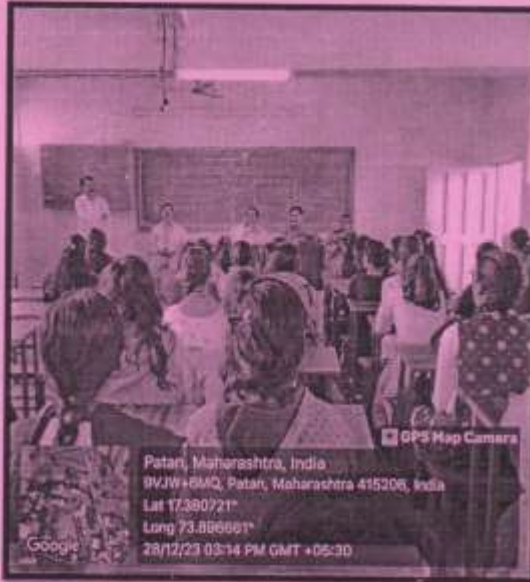 GPS Map Camera
Patan, Maharashtra, India
9VJW+6MQ, Patan, Maharashtra 415206, India
Lat 17.380721°
Long 73.896661°
28/12/23 03:14 PM GMT +05:30
Google